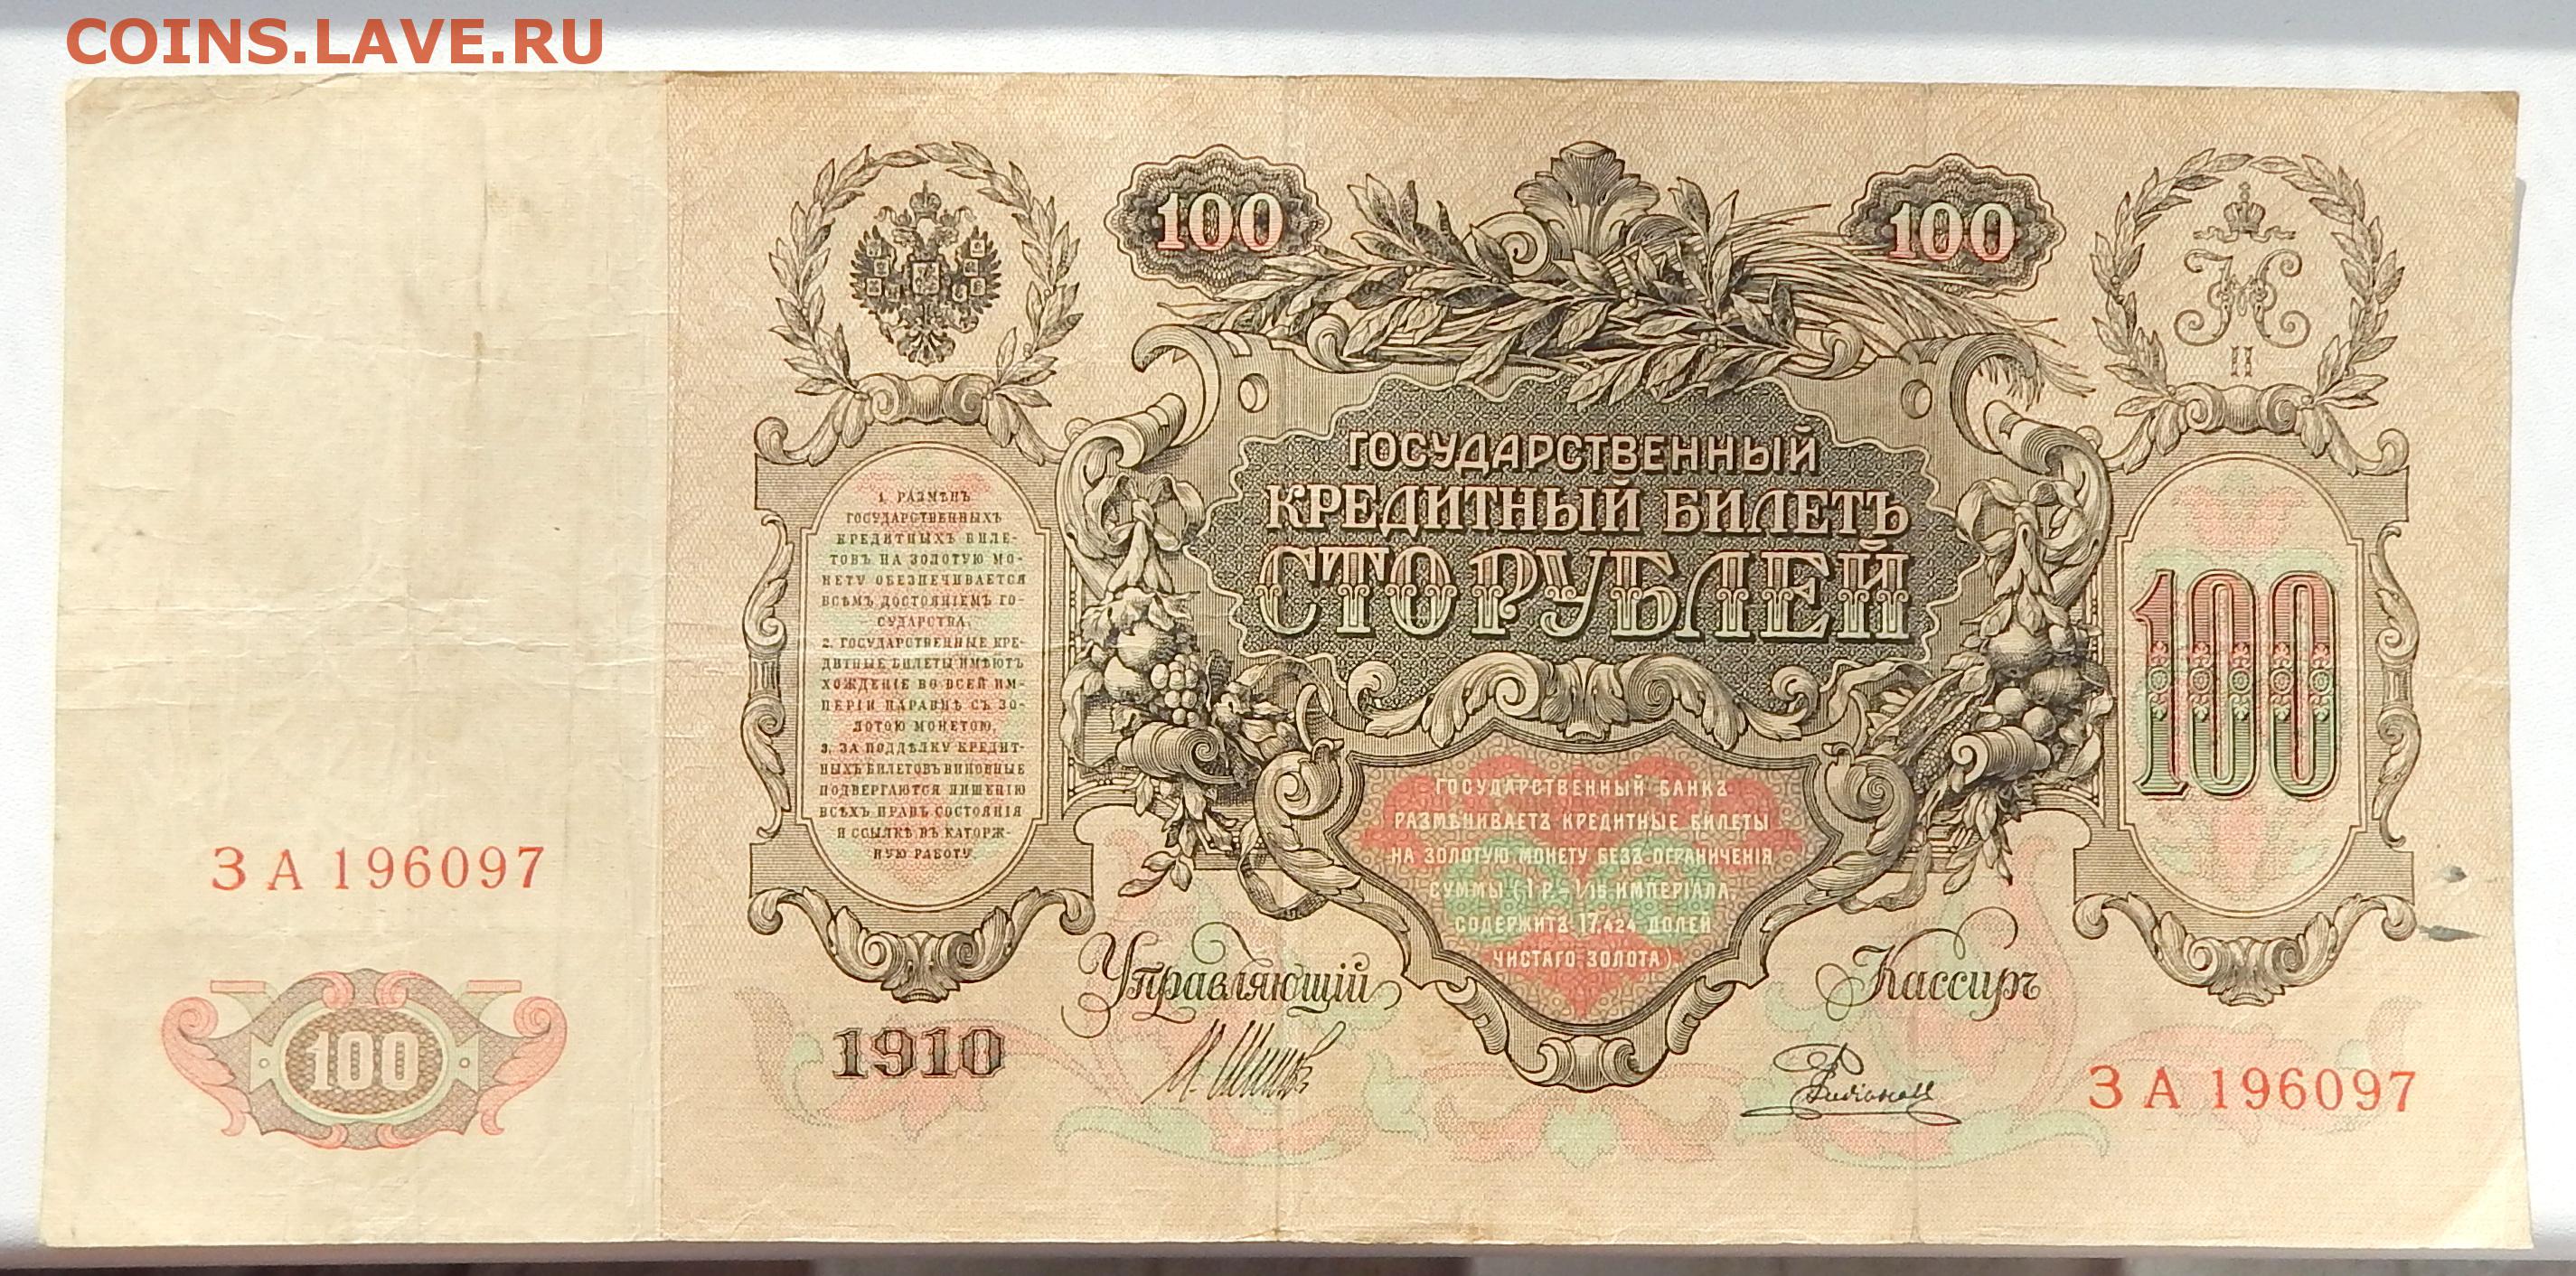 COINS.LAVE.RU
100
100
II
ГОСУДАРСТВЕННЫЙ
КРЕДИТНЫЙ БИЛЕТЪ
СТО РУБЛЕЙ
1. РАЗМѢНЪ
ГОСУДАРСТВЕННЫХЪ
КРЕДИТНЫХЪ БИЛЕ-
ТОВЪ НА ЗОЛОТУЮ МО-
НЕТУ ОБЕЗПЕЧИВАЕТСЯ
ВСѢМЪ ДОСТОЯНІЕМЪ ГО-
СУДАРСТВА.
2. ГОСУДАРСТВЕННЫЕ КРЕ-
ДИТНЫЕ БИЛЕТЫ ИМѢЮТЪ
ХОЖДЕНІЕ ВО ВСЕЙ ИМ-
ПЕРІИ НАРАВНѢ СЪ ЗО-
ЛОТОЮ МОНЕТОЮ.
3. ЗА ПОДДѢЛКУ КРЕДИТ-
НЫХЪ БИЛЕТОВЪ ВИНОВНЫЕ
ПОДВЕРГАЮТСЯ ЛИШЕНІЮ
ВСѢХЪ ПРАВЪ СОСТОЯНІЯ
И ССЫЛКѢ ВЪ КАТОРЖ-
НУЮ РАБОТУ.
100
ГОСУДАРСТВЕННЫЙ БАНКЪ
РАЗМѢНИВАЕТЪ КРЕДИТНЫЕ БИЛЕТЫ
НА ЗОЛОТУЮ МОНЕТУ БЕЗЪ ОГРАНИЧЕНІЯ
СУММЫ (1 Р.= 1/15 ИМПЕРІАЛА
СОДЕРЖИТЪ 17,424 ДОЛЕЙ
ЧИСТАГО ЗОЛОТА).
ЗА 196097
Управляющій
Кассиръ
100
1910
ЗА 196097